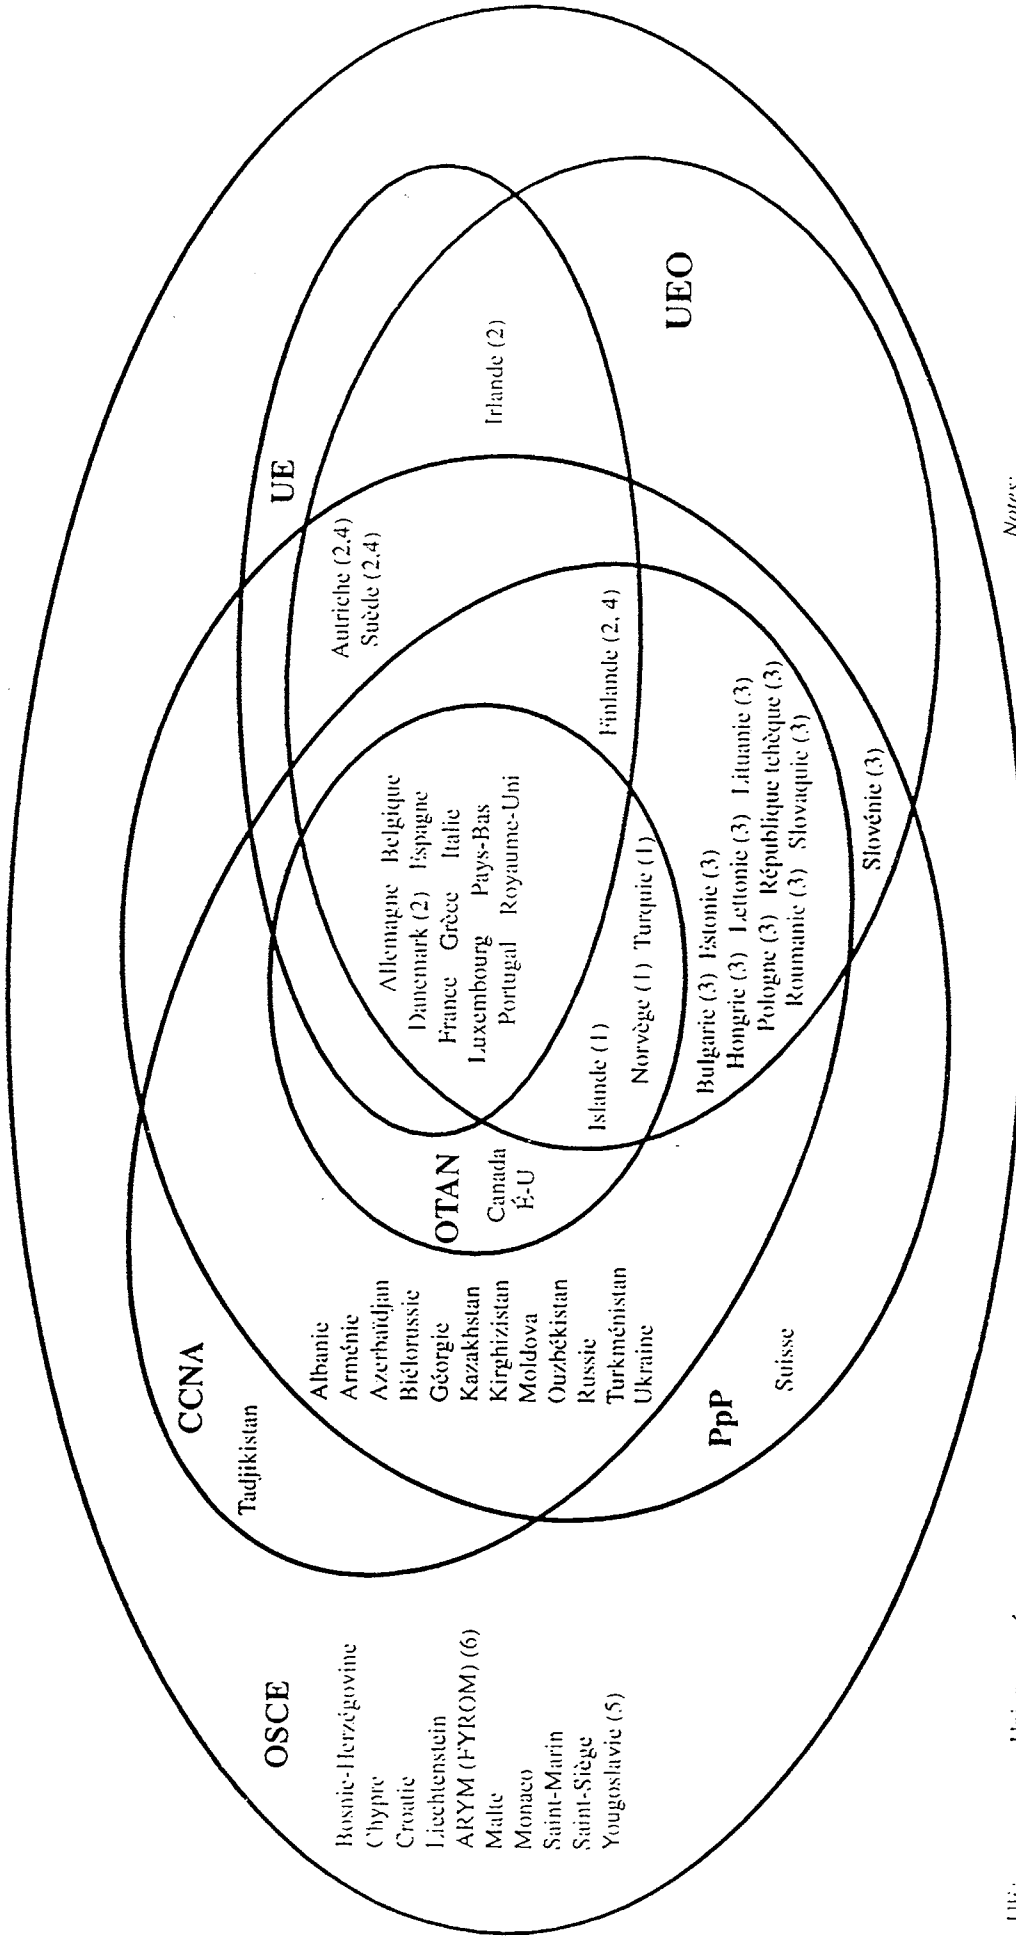 OSCE
Bosnie-Herzégovine
Chypre
Croatie
Liechtenstein
ARYM (FYROM) (6)
Malte
Monaco
Saint-Marin
Saint-Siège
Yougoslavie (5)
CCNA
Tadjikistan
Albanie
Arménie
Azerbaïdjan
Biélorussie
Géorgie
Kazakhstan
Kirghizistan
Moldova
Ouzbékistan
Russie
Turkménistan
Ukraine
PpP
Suisse
OTAN
Canada
É-U
Allemagne Belgique
Danemark (2) Espagne
France Grèce Italie
Luxembourg Pays-Bas
Portugal Royaume-Uni
Islande (1)
Norvège (1) Turquie (1)
Bulgarie (3) Estonie (3)
Hongrie (3) Lettonie (3) Lituanie (3)
Pologne (3) République tchèque (3)
Roumanie (3) Slovaquie (3)
Slovénie (3)
Finlande (2, 4)
UE
Autriche (2.4)
Suède (2.4)
Irlande (2)
UEO
Notes: